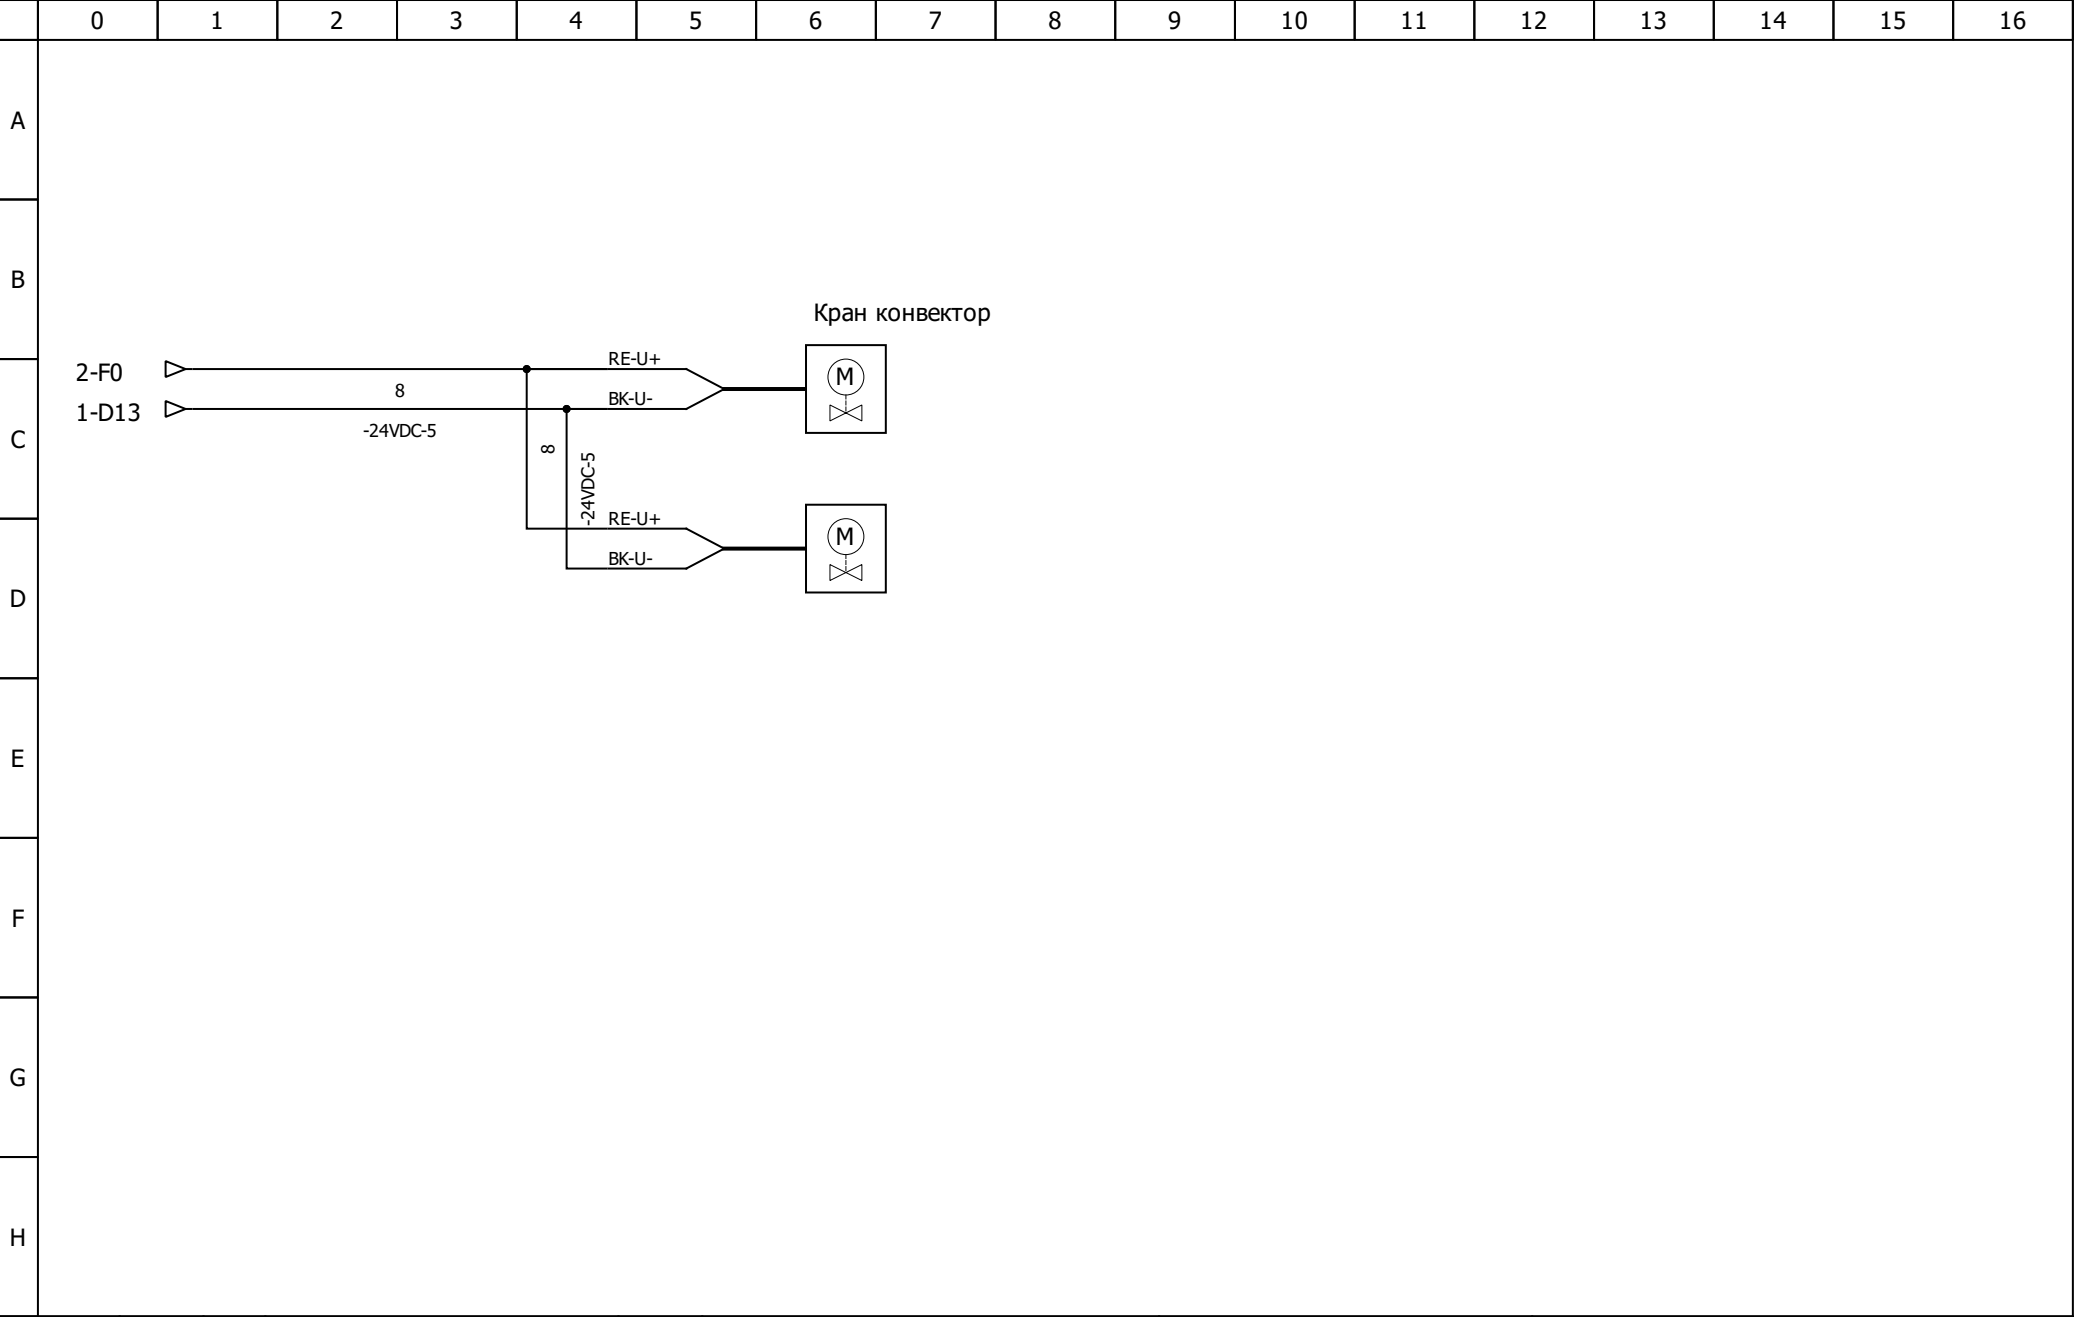 0 1 2 3 4 5 6 7 8 9 10 11 12 13 14 15 16
A
B
Кран конвектор
2-F0
RE-U+
M
8
1-D13
BK-U-
-24VDC-5
C
8
-24VDC-5
RE-U+
M
BK-U-
D
E
F
G
H